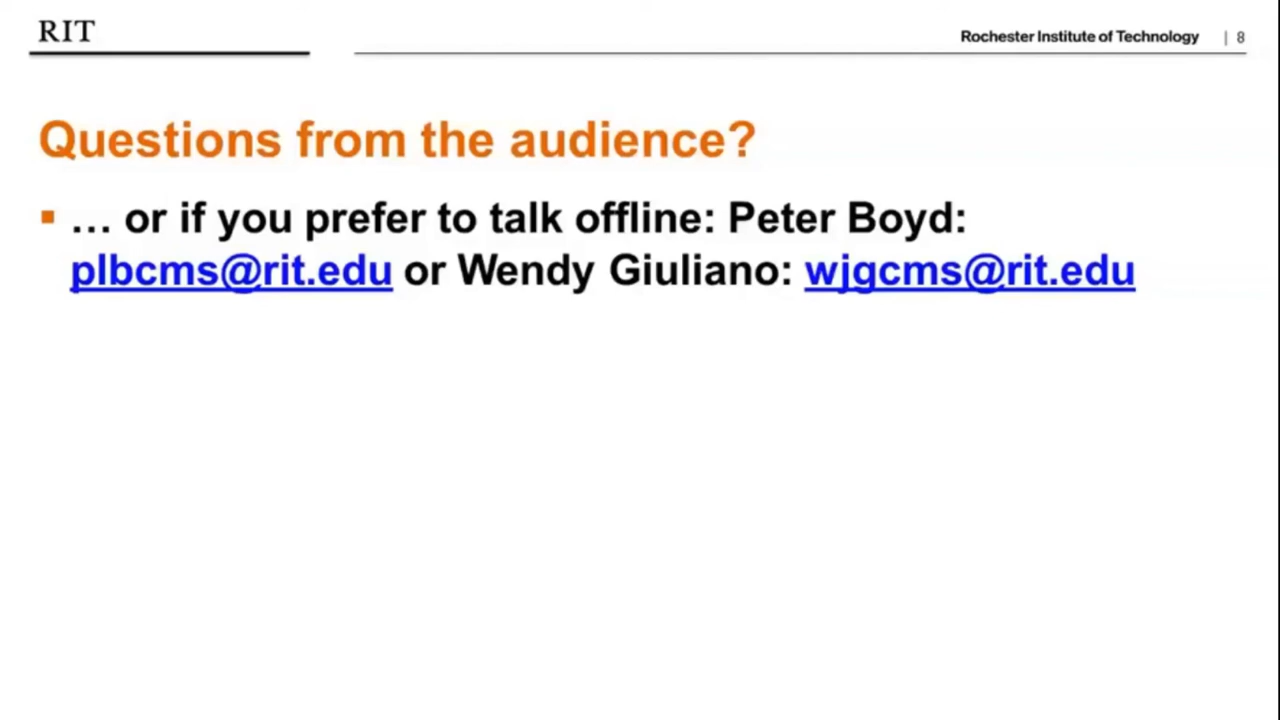 RIT
Rochester Institute of Technology | 8
Questions from the audience?
… or if you prefer to talk offline: Peter Boyd:
plbcms@rit.edu or Wendy Giuliano: wjgcms@rit.edu